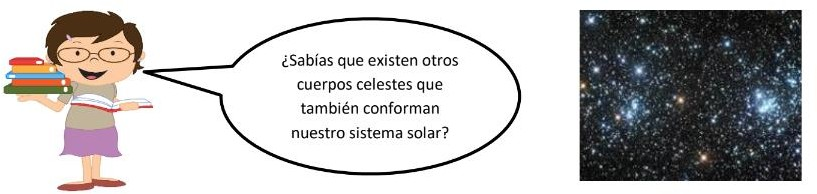 ¿Sabías que existen otros
cuerpos celestes que
también conforman
nuestro sistema solar?